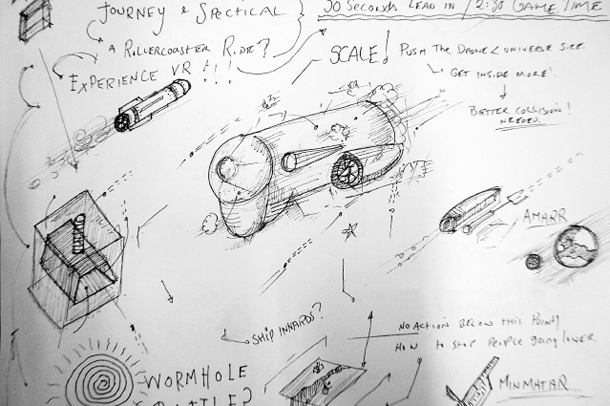 JOURNEY & SPECTICAL
30 SECONDS LEAD IN / 2:30 GAME TIME
A ROLLERCOASTER RIDE?
EXPERIENCE VR !!!
SCALE! PUSH THE DRONE & UNIVERSE SIZE.
GET INSIDE MORE!
BETTER COLLISION!
NEEDED.
AMARR
SHIP INNARDS?
NO ACTION BELOW THIS POINT/
HOW TO STOP PEOPLE GOING LOWER
WORMHOLE
MINMATAR